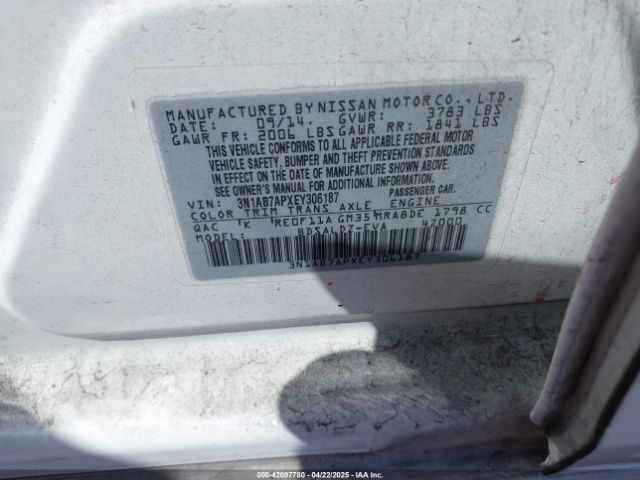 MANUFACTURED BY NISSAN MOTOR CO., LTD.
DATE: 09/14. GVWR: 3783 LBS
GAWR FR: 2006 LBS GAWR RR: 1841 LBS
THIS VEHICLE CONFORMS TO ALL APPLICABLE FEDERAL MOTOR
VEHICLE SAFETY, BUMPER AND THEFT PREVENTION STANDARDS
IN EFFECT ON THE DATE OF MANUFACTURE SHOWN ABOVE.
SEE OWNER'S MANUAL FOR ADDITIONAL INFORMATION
VIN: 3N1AB7APXEY306187 PASSENGER CAR
COLOR TRIM TRANS AXLE ENGINE
QAC K RE0F11A GM35 MRA8DE 1798 CC
BDSALDZ-EVA 47000
3N1AB7APXEY306187
000-42097780 - 04/22/2025 - IAA Inc.